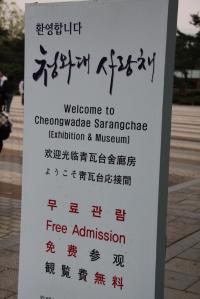 환영합니다
청와대 사랑채
Welcome to
Cheongwadae Sarangchae
(Exhibition & Museum)
欢迎光临青瓦台舍廊房
ようこそ青瓦台応接間
무료관람
Free Admission
免费参观
観覧費無料